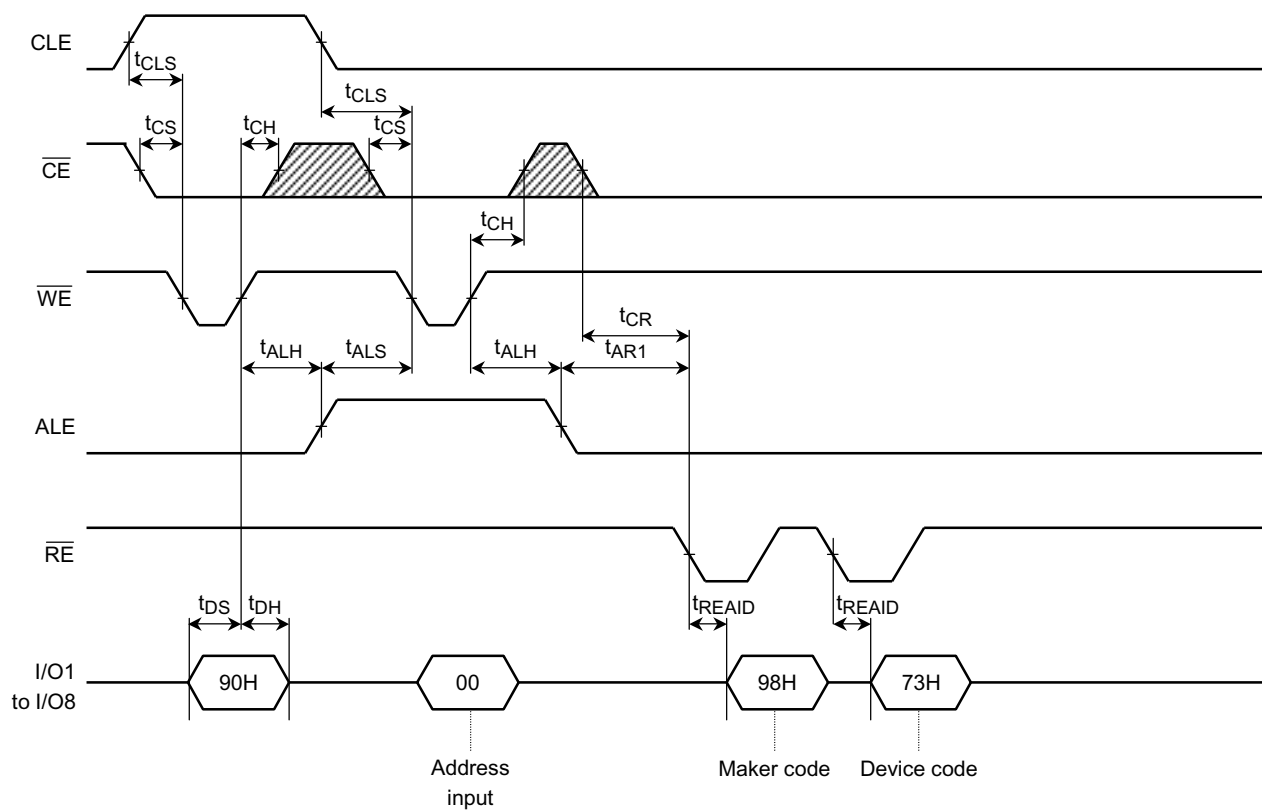 CLE
tCLS
tCLS
tCS
tCH
tCS
CE
tCH
WE
tCR
tALH
tALS
tALH
tAR1
ALE
RE
tDS
tDH
tREAID
tREAID
I/O1
to I/O8
90H
00
98H
73H
Address
input
Maker code
Device code